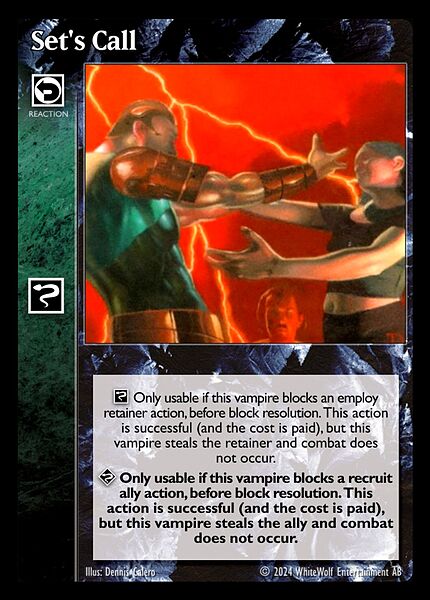 Set's Call
REACTION
Only usable if this vampire blocks an employ
retainer action, before block resolution. This action
is successful (and the cost is paid), but this
vampire steals the retainer and combat does
not occur.
Only usable if this vampire blocks a recruit
ally action, before block resolution. This
action is successful (and the cost is paid),
but this vampire steals the ally and combat
does not occur.
Illus: Dennis Calero © 2024 WhiteWolf Entertainment AB